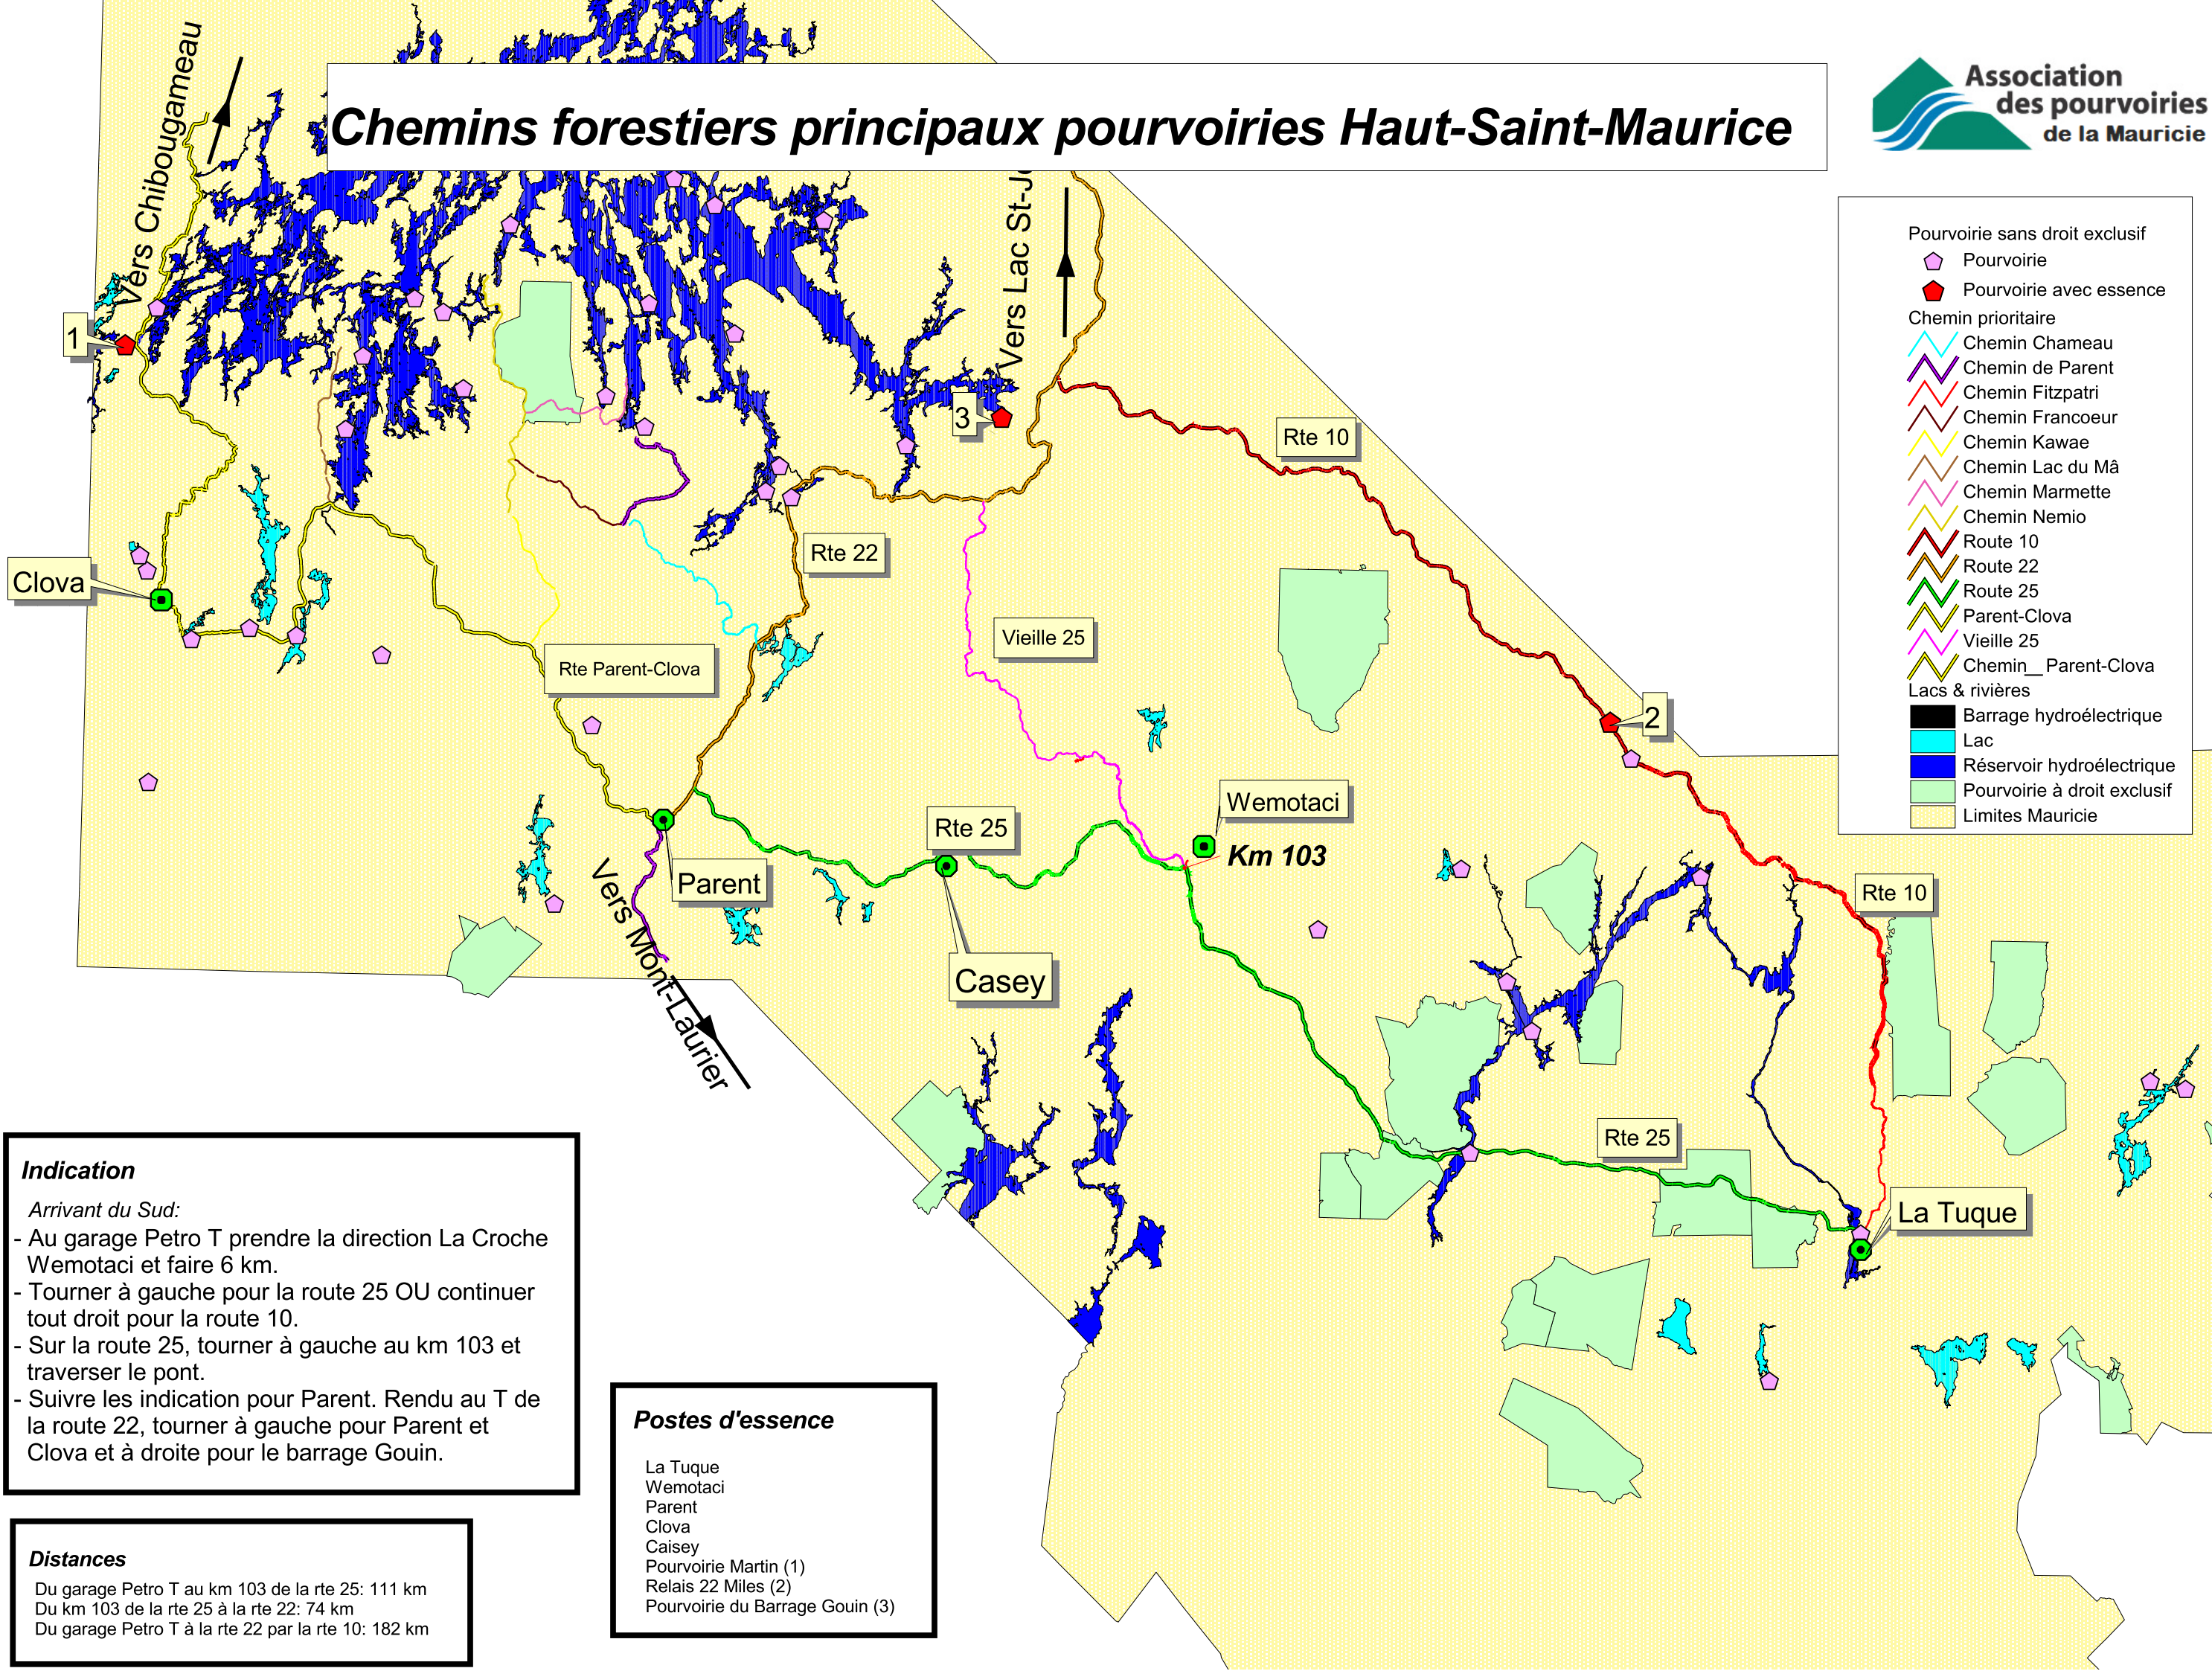 Chemins forestiers principaux pourvoiries Haut-Saint-Maurice
Association
des pourvoiries
de la Mauricie
Vers Chibougameau
Vers Lac St-J
1
3
Rte 10
Clova
Rte 22
Vieille 25
Rte Parent-Clova
2
Wemotaci
Km 103
Rte 25
Parent
Casey
Rte 10
Vers Mont-Laurier
Rte 25
La Tuque
Pourvoirie sans droit exclusif
Pourvoirie
Pourvoirie avec essence
Chemin prioritaire
Chemin Chameau
Chemin de Parent
Chemin Fitzpatri
Chemin Francoeur
Chemin Kawae
Chemin Lac du Mâ
Chemin Marmette
Chemin Nemio
Route 10
Route 22
Route 25
Parent-Clova
Vieille 25
Chemin__Parent-Clova
Lacs & rivières
Barrage hydroélectrique
Lac
Réservoir hydroélectrique
Pourvoirie à droit exclusif
Limites Mauricie
Indication
Arrivant du Sud:
- Au garage Petro T prendre la direction La Croche
Wemotaci et faire 6 km.
- Tourner à gauche pour la route 25 OU continuer
tout droit pour la route 10.
- Sur la route 25, tourner à gauche au km 103 et
traverser le pont.
- Suivre les indication pour Parent. Rendu au T de
la route 22, tourner à gauche pour Parent et
Clova et à droite pour le barrage Gouin.
Distances
Du garage Petro T au km 103 de la rte 25: 111 km
Du km 103 de la rte 25 à la rte 22: 74 km
Du garage Petro T à la rte 22 par la rte 10: 182 km
Postes d'essence
La Tuque
Wemotaci
Parent
Clova
Caisey
Pourvoirie Martin (1)
Relais 22 Miles (2)
Pourvoirie du Barrage Gouin (3)